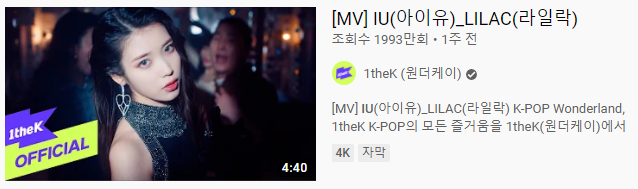 [MV] IU(아이유)_LILAC(라일락)
조회수 1993만회 • 1주 전
1theK
1theK (원더케이)
[MV] IU(아이유)_LILAC(라일락) K-POP Wonderland,
1theK K-POP의 모든 즐거움을 1theK(원더케이)에서
4K 자막
1theK
OFFICIAL
4:40